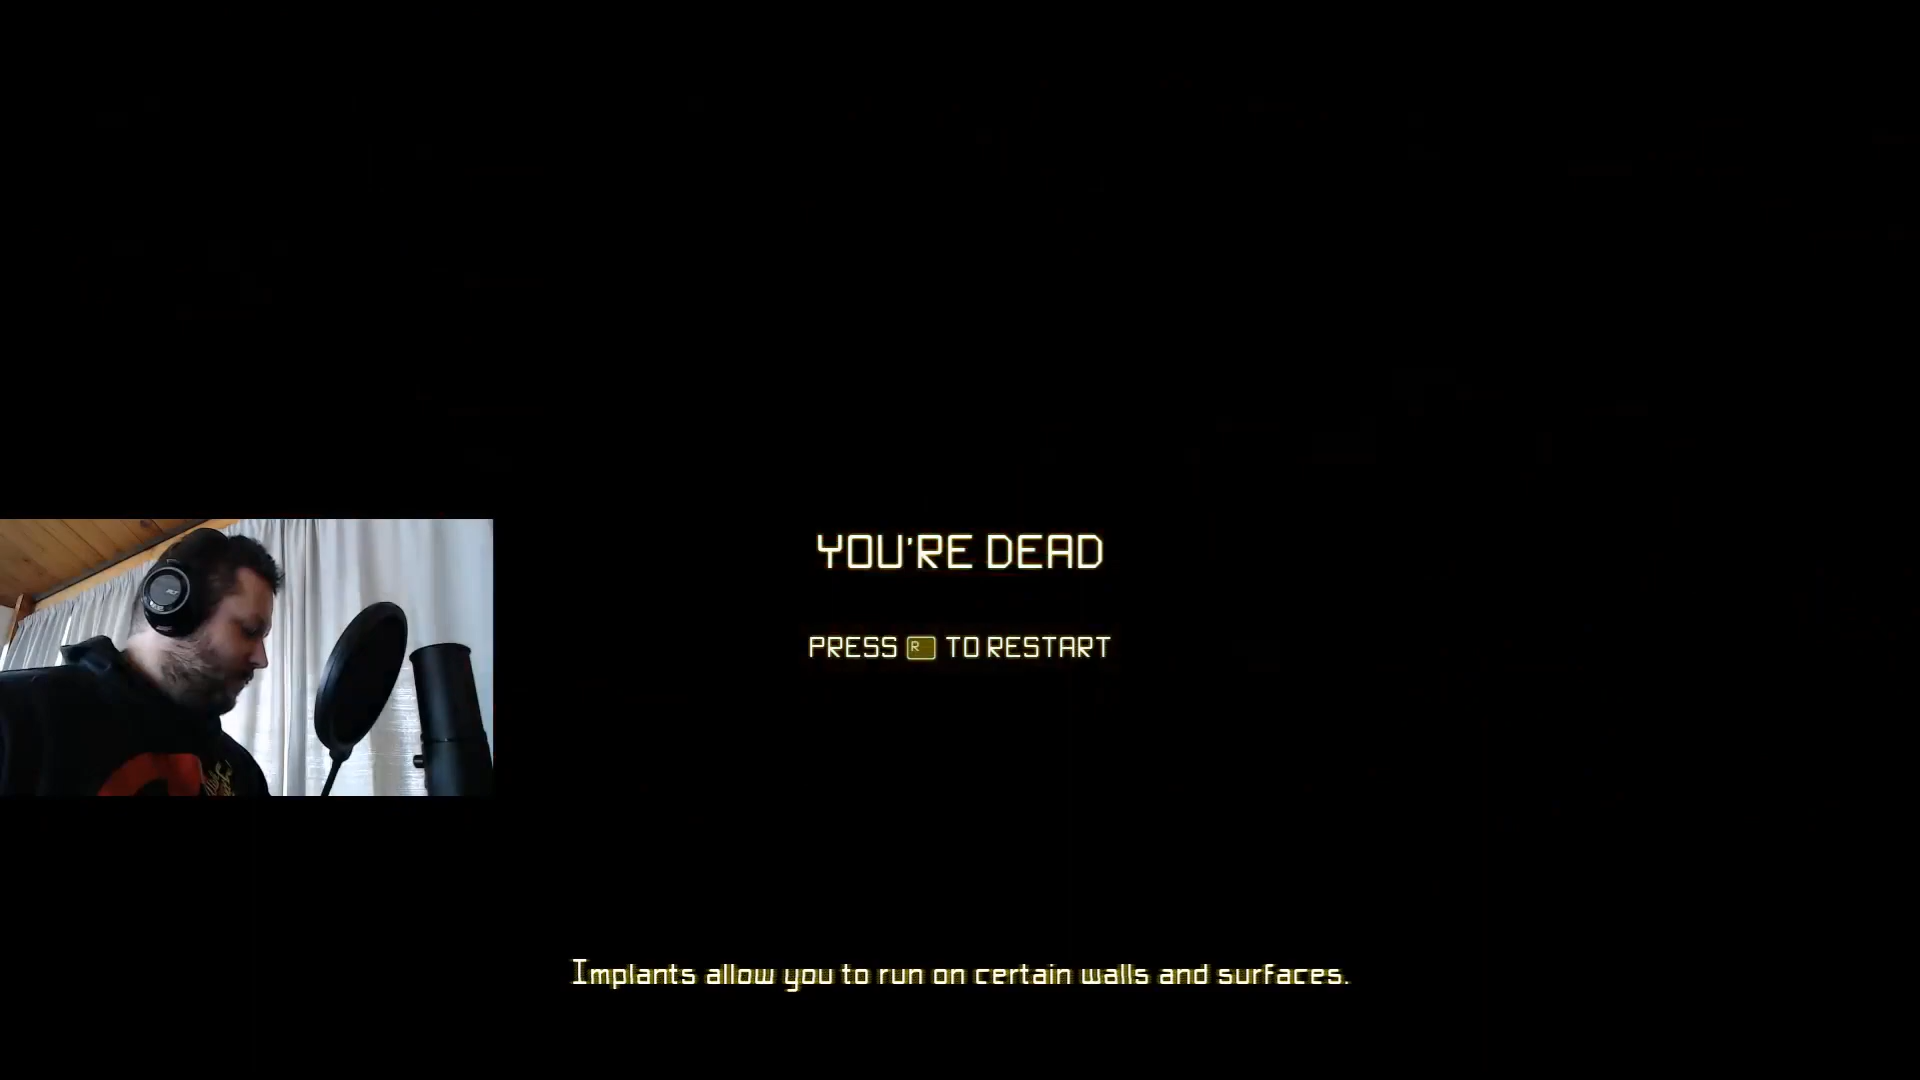 YOU'RE DEAD
PRESS R TO RESTART
Implants allow you to run on certain walls and surfaces.